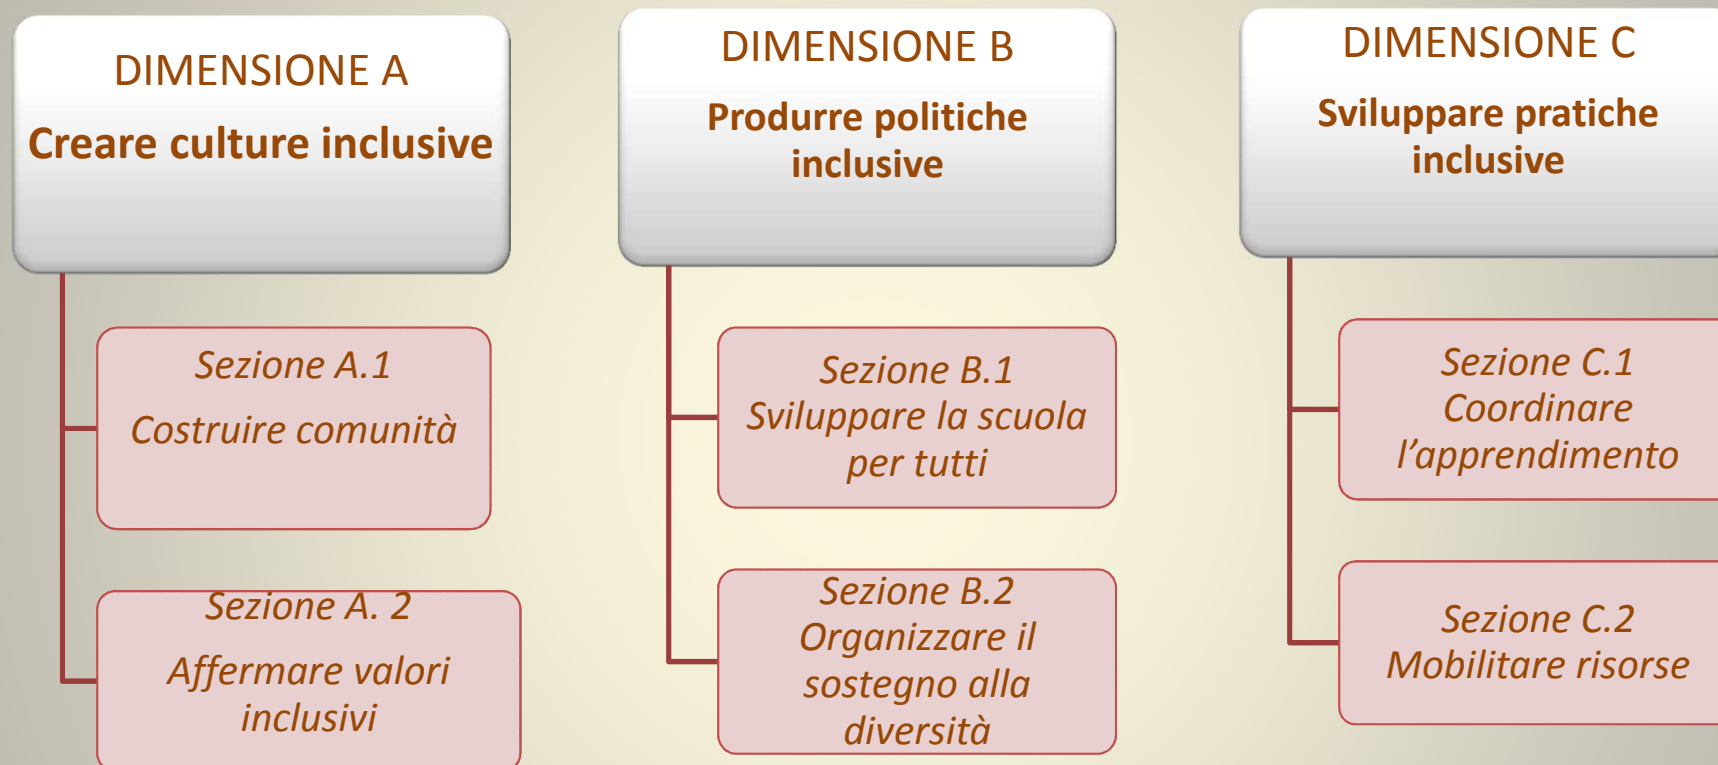 DIMENSIONE A
Creare culture inclusive
Sezione A.1
Costruire comunità
Sezione A. 2
Affermare valori
inclusivi
DIMENSIONE B
Produrre politiche
inclusive
Sezione B.1
Sviluppare la scuola
per tutti
Sezione B.2
Organizzare il
sostegno alla
diversità
DIMENSIONE C
Sviluppare pratiche
inclusive
Sezione C.1
Coordinare
l’apprendimento
Sezione C.2
Mobilitare risorse